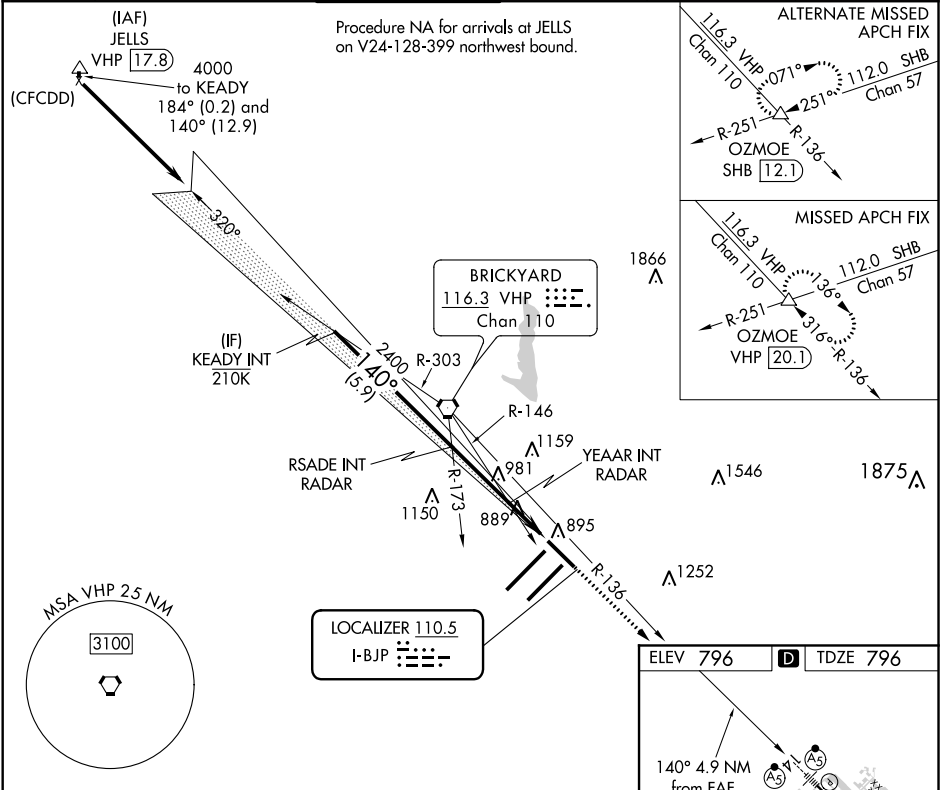 (IAF)
JELLS
VHP 17.8
(CFCDD)
4000
to KEADY
184° (0.2) and
140° (12.9)
Procedure NA for arrivals at JELLS
on V24-128-399 northwest bound.
ALTERNATE MISSED
APCH FIX
116.3 VHP
Chan 110
071°
251°
112.0 SHB
Chan 57
R-251
R-136
OZMOE
SHB 12.1
MISSED APCH FIX
116.3 VHP
Chan 110
136°
112.0 SHB
Chan 57
R-251
316°
R-136
OZMOE
VHP 20.1
320°
1866
BRICKYARD
116.3 VHP
Chan 110
(IF)
KEADY INT
210K
2400
140°
(5.9)
R-303
R-146
RSADE INT
RADAR
R-173
1159
981
YEAAR INT
RADAR
1546
1875
1150
889
895
1252
R-136
MSA VHP 25 NM
3100
LOCALIZER 110.5
I-BJP
ELEV 796
D
TDZE 796
140° 4.9 NM
from FAF
A5
14
A5
P